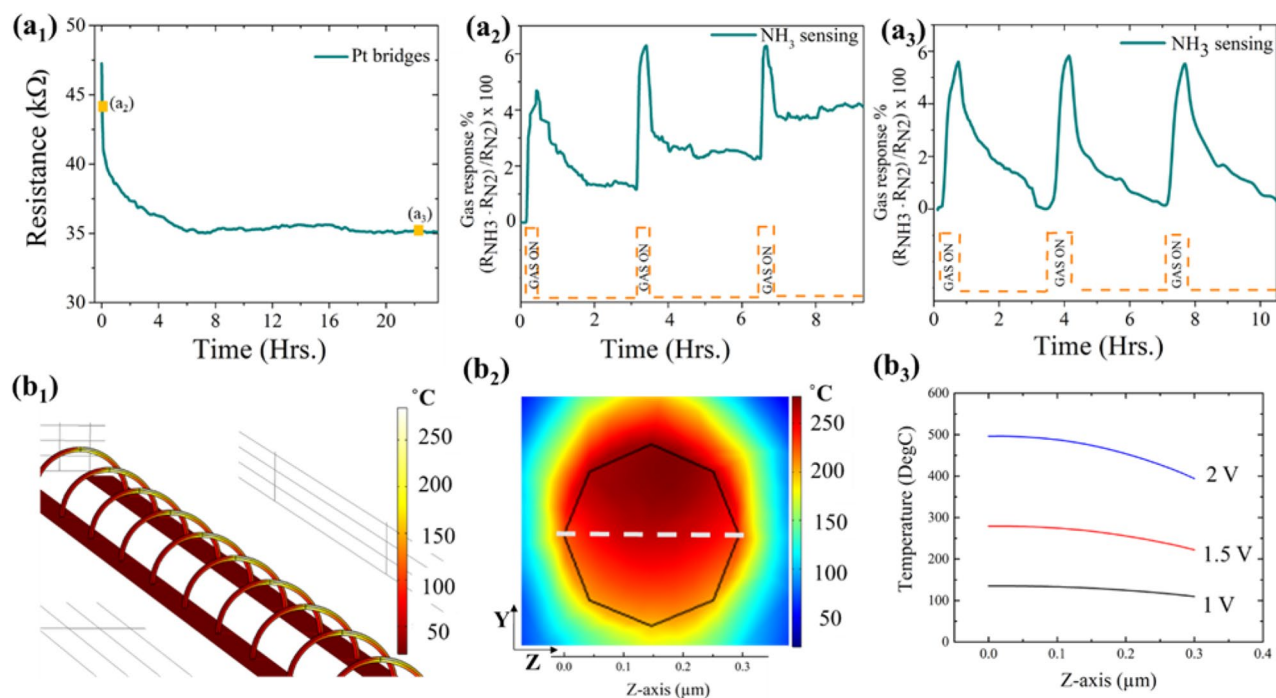 (a1)
Resistance (kΩ)
50
45
40
35
30
Pt bridges
(a2)
(a3)
0 4 8 12 16 20
Time (Hrs.)
(a2)
Gas response %
(RNH3 - RN2) /RN2) x 100
6
4
2
0
NH3 sensing
GAS ON
GAS ON
GAS ON
0 2 4 6 8
Time (Hrs.)
(a3)
Gas response %
(RNH3 - RN2) /RN2) x 100
6
4
2
0
NH3 sensing
GAS ON
GAS ON
GAS ON
0 2 4 6 8 10
Time (Hrs.)
(b1)
˚C
250
200
150
100
50
(b2)
˚C
250
200
150
100
50
Y
Z
0.0 0.1 0.2 0.3
Z-axis (µm)
(b3)
Temperature (DegC)
600
500
400
300
200
100
0
2 V
1.5 V
1 V
0.0 0.1 0.2 0.3 0.4
Z-axis (µm)